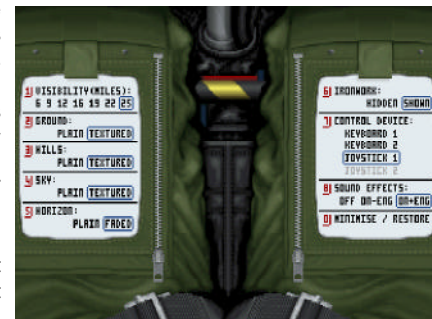 1) VISIBILITY(MILES):
6 9 12 16 19 22 25
2) GROUND:
PLAIN TEXTURED
3) HILLS:
PLAIN TEXTURED
4) SKY:
PLAIN TEXTURED
5) HORIZON:
PLAIN FADED
6) IRONWORK:
HIDDEN SHOWN
7) CONTROL DEVICE:
KEYBOARD 1
KEYBOARD 2
JOYSTICK 1
JOYSTICK 2
8) SOUND EFFECTS:
OFF ON-ENG ON+ENG
0) MINIMISE / RESTORE